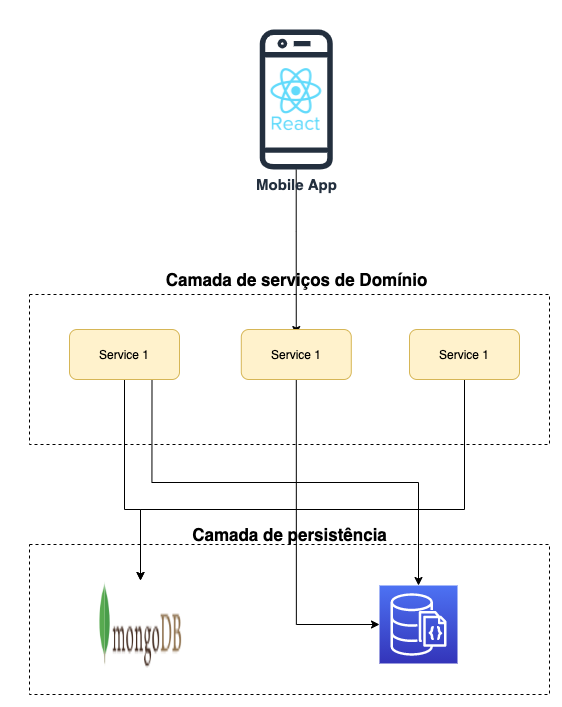 React
Mobile App
Camada de serviços de Domínio
Service 1
Service 1
Service 1
Camada de persistência
mongoDB
{}